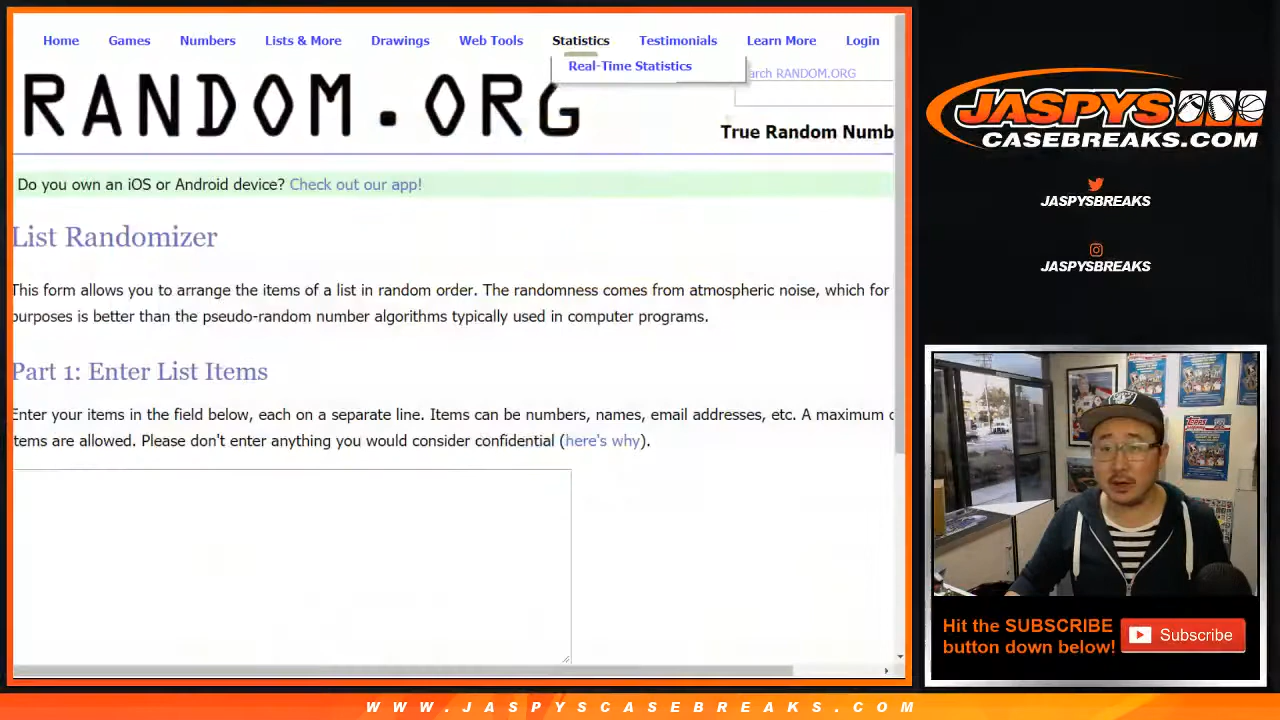 Home Games Numbers Lists & More Drawings Web Tools Statistics Testimonials Learn More Login
Real-Time Statistics
arch RANDOM.ORG
RANDOM.ORG
True Random Numb
Do you own an iOS or Android device? Check out our app!
List Randomizer
This form allows you to arrange the items of a list in random order. The randomness comes from atmospheric noise, which for
purposes is better than the pseudo-random number algorithms typically used in computer programs.
Part 1: Enter List Items
Enter your items in the field below, each on a separate line. Items can be numbers, names, email addresses, etc. A maximum
items are allowed. Please don't enter anything you would consider confidential (here's why).
JASPYS
CASEBREAKS.COM
JASPYSBREAKS
JASPYSBREAKS
Hit the SUBSCRIBE
button down below!
Subscribe
WWW.JASPYSCASEBREAKS.COM